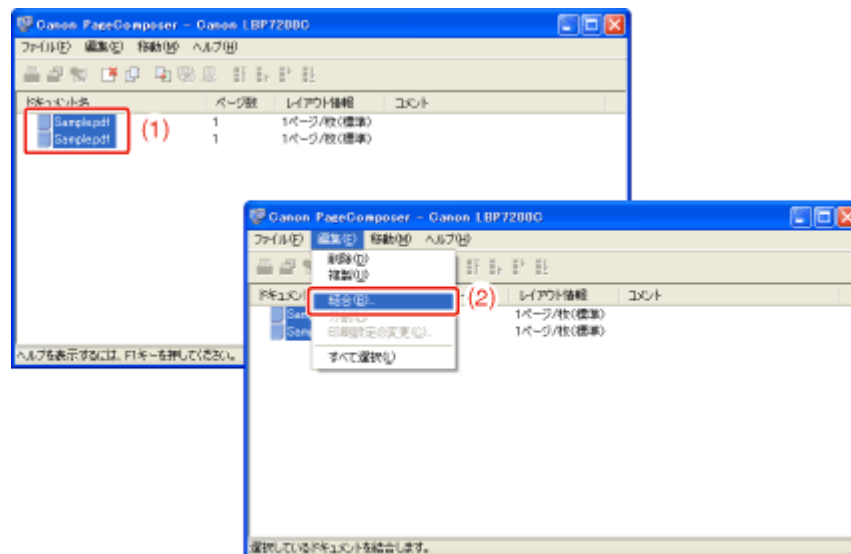 Canon PageComposer - Canon LBP7200C
ファイル(F) 編集(E) 移動(M) ヘルプ(H)
ドキュメント名 ページ数 レイアウト情報 コメント
Sample.pdf 1 1ページ/枚(標準)
Sample.pdf 1 1ページ/枚(標準)
(1)
ヘルプを表示するには、F1キーを押してください。
Canon PageComposer - Canon LBP7200C
ファイル(F) 編集(E) 移動(M) ヘルプ(H)
削除(D)
複製(U)
結合(B)...
印刷設定の変更(C)...
すべて選択(L)
(2)
レイアウト情報 コメント
1ページ/枚(標準)
1ページ/枚(標準)
選択しているドキュメントを結合します。